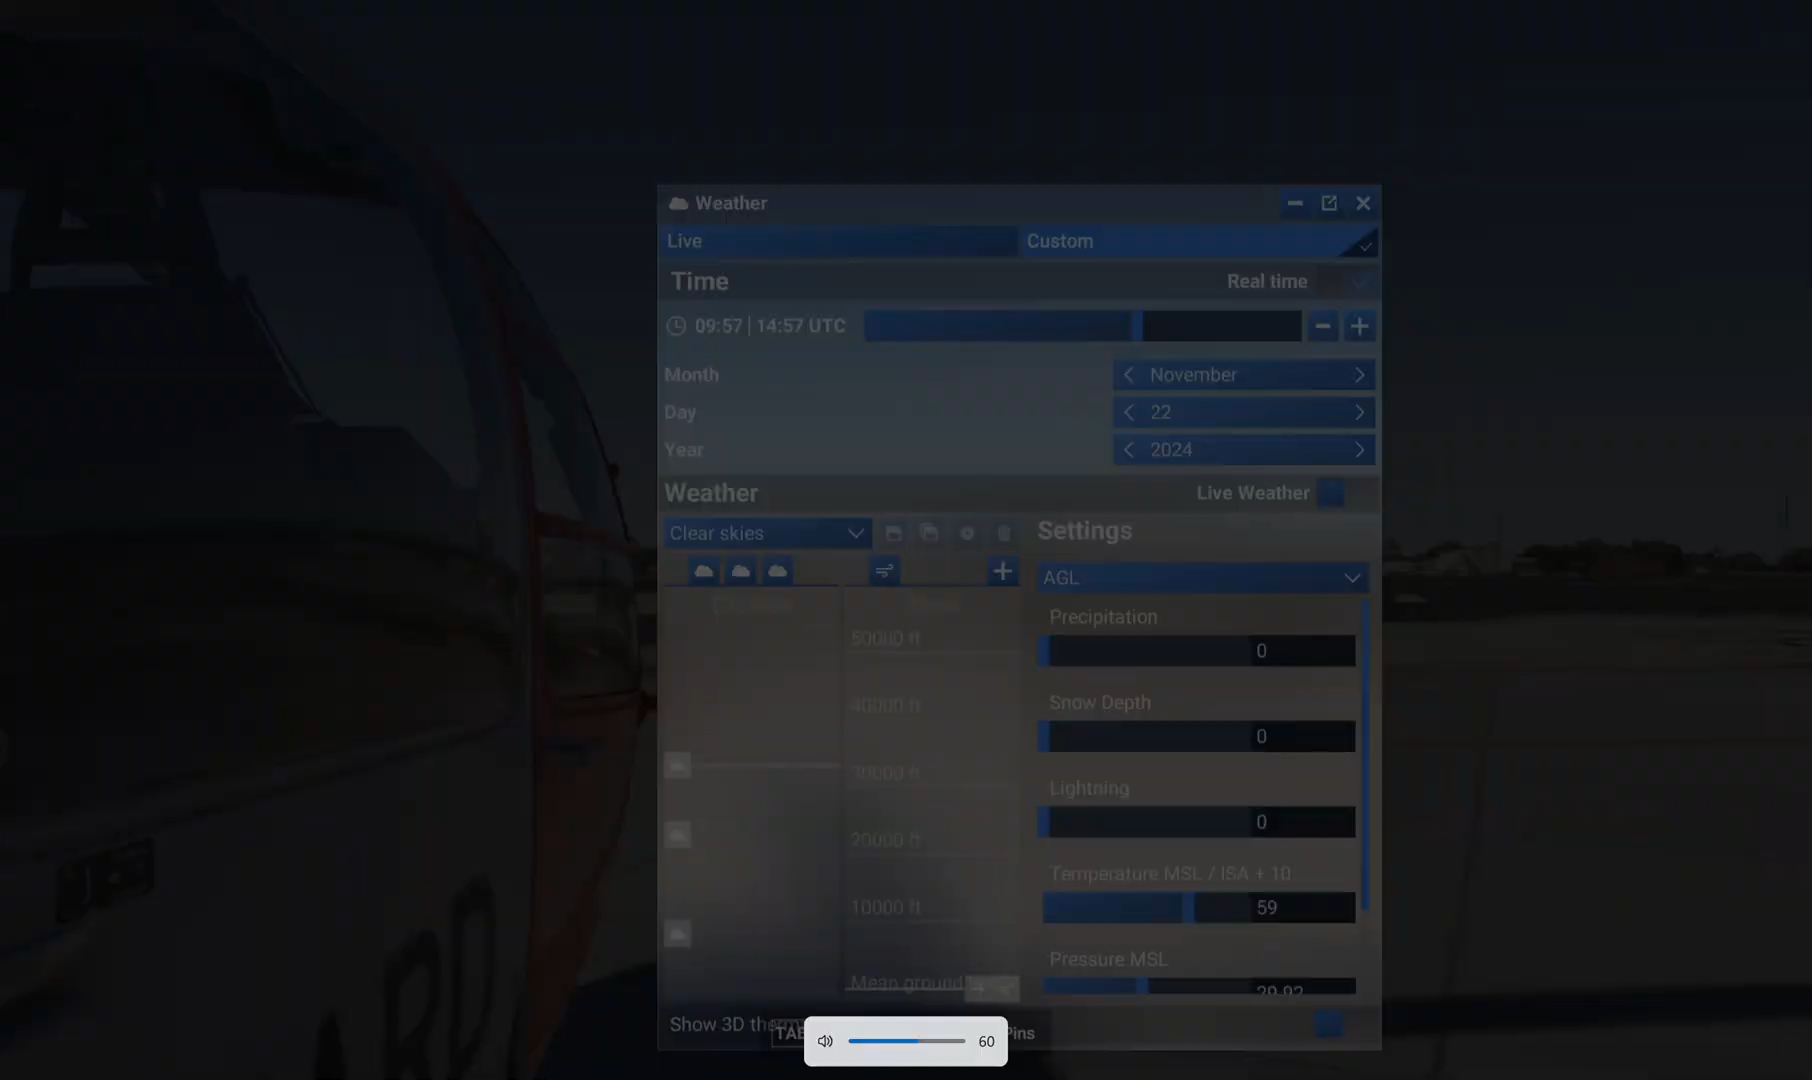 Weather
Live
Custom
Time
Real time
09:57 | 14:57 UTC
Month
November
Day
22
Year
2024
Weather
Live Weather
Clear skies
Settings
AGL
Precipitation
50000 ft
0
Snow Depth
40000 ft
0
30000 ft
Lightning
0
20000 ft
Temperature MSL / ISA + 10
10000 ft
59
Pressure MSL
Mean ground
29.92
Show 3D
Pins
60